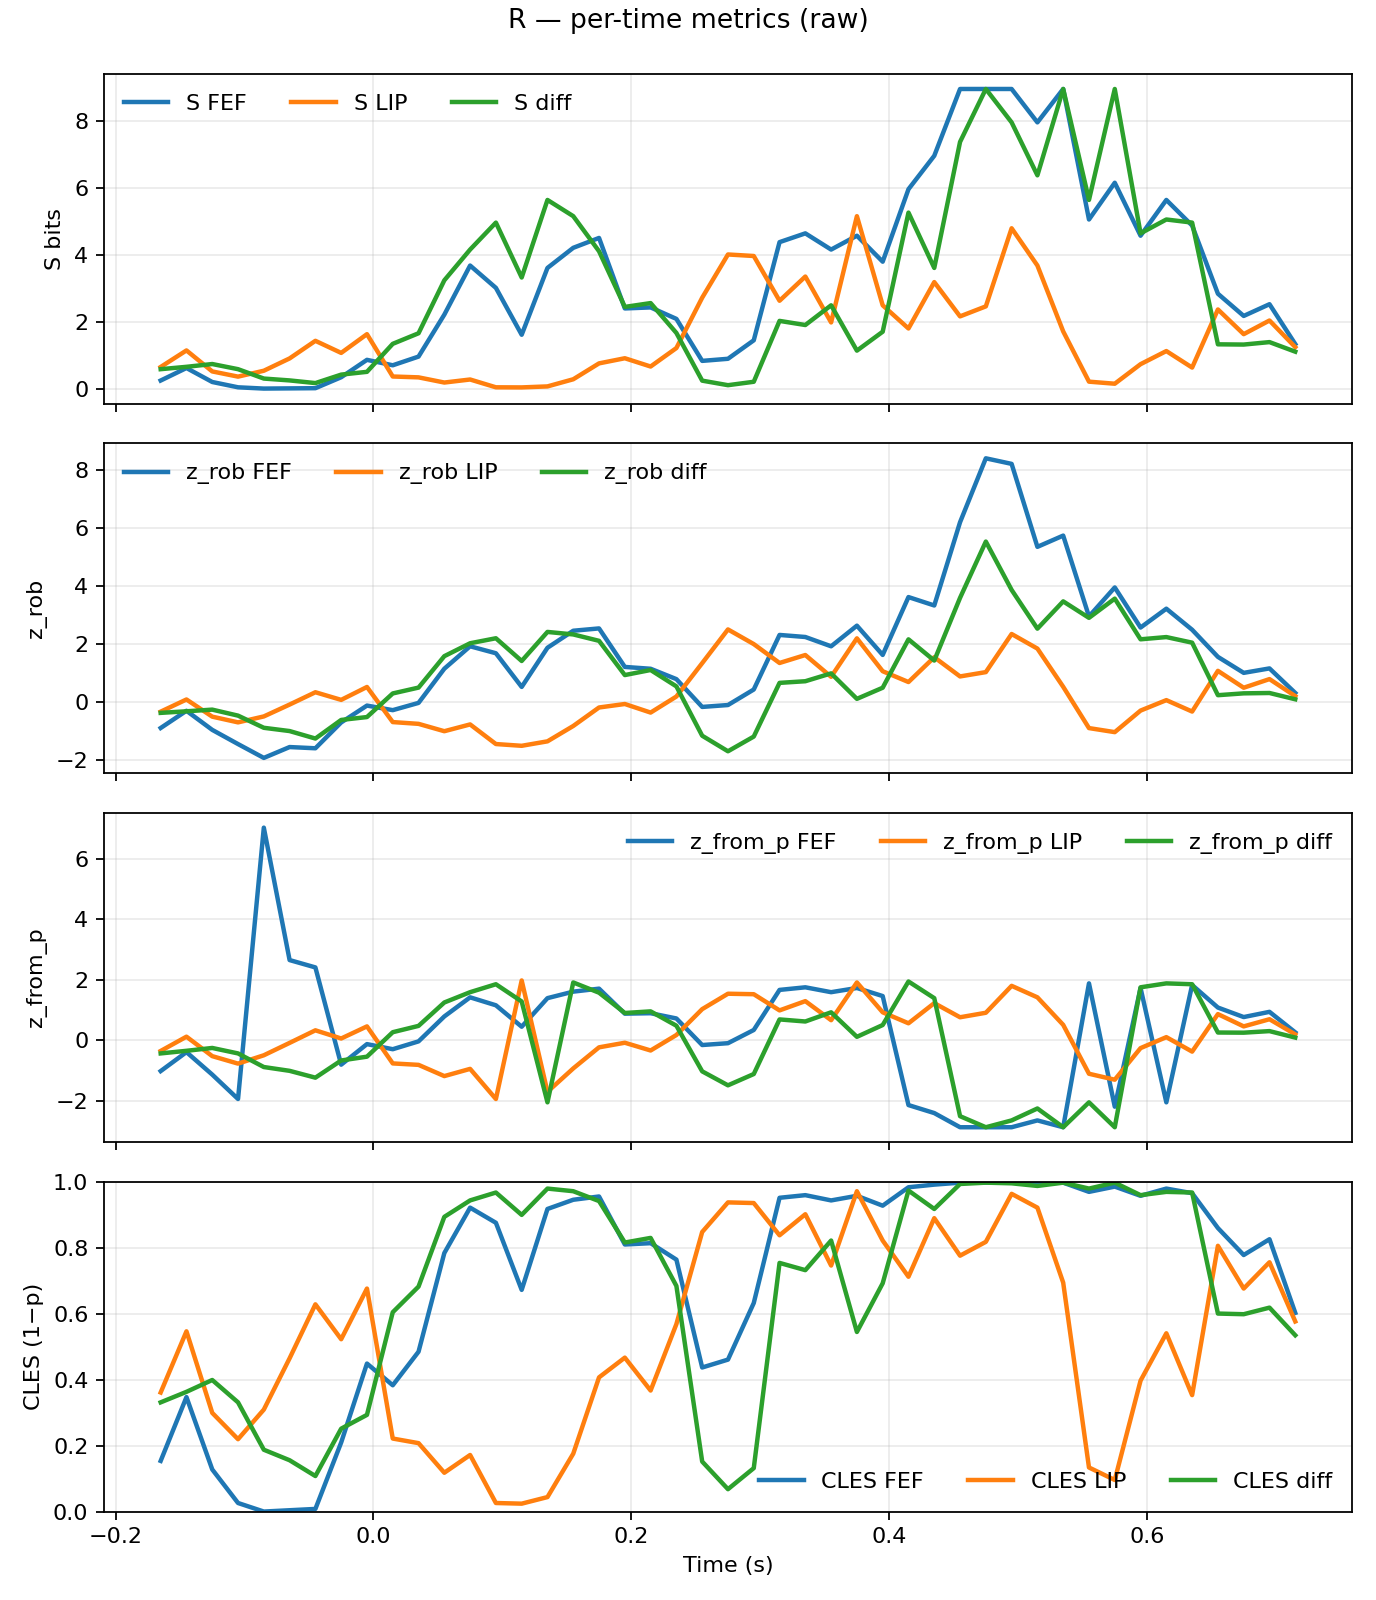 R — per-time metrics (raw)
S FEF S LIP S diff
8
6
4
2
0
S bits
z_rob FEF z_rob LIP z_rob diff
8
6
4
2
0
−2
z_rob
z_from_p FEF z_from_p LIP z_from_p diff
6
4
2
0
−2
z_from_p
1.0
0.8
0.6
0.4
0.2
0.0
CLES (1−p)
CLES FEF CLES LIP CLES diff
−0.2 0.0 0.2 0.4 0.6
Time (s)